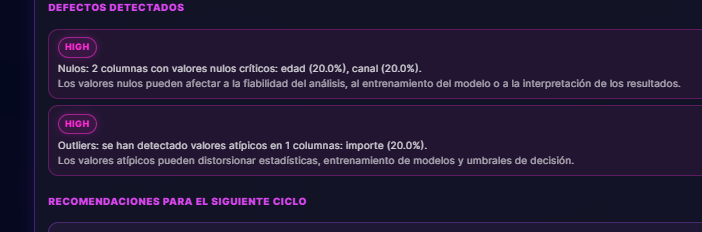 DEFECTOS DETECTADOS
HIGH
Nulos: 2 columnas con valores nulos críticos: edad (20.0%), canal (20.0%).
Los valores nulos pueden afectar a la fiabilidad del análisis, al entrenamiento del modelo o a la interpretación de los resultados.
HIGH
Outliers: se han detectado valores atípicos en 1 columnas: importe (20.0%).
Los valores atípicos pueden distorsionar estadísticas, entrenamiento de modelos y umbrales de decisión.
RECOMENDACIONES PARA EL SIGUIENTE CICLO